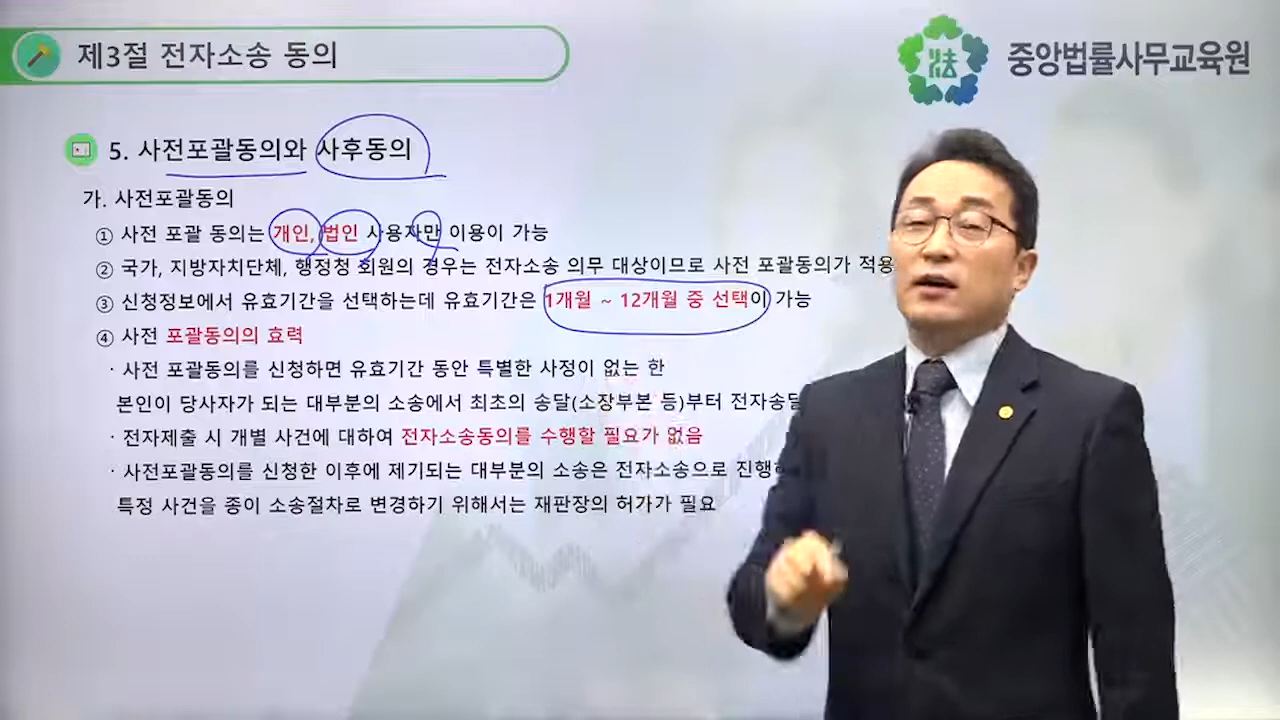 제3절 전자소송 동의
法
중앙법률사무교육원
5. 사전포괄동의와 사후동의
가. 사전포괄동의
① 사전 포괄 동의는 개인, 법인 사용자만 이용이 가능
② 국가, 지방자치단체, 행정청 회원의 경우는 전자소송 의무 대상이므로 사전 포괄동의가 적용
③ 신청정보에서 유효기간을 선택하는데 유효기간은 1개월 ~ 12개월 중 선택이 가능
④ 사전 포괄동의의 효력
· 사전 포괄동의를 신청하면 유효기간 동안 특별한 사정이 없는 한
본인이 당사자가 되는 대부분의 소송에서 최초의 송달(소장부본 등)부터 전자송달
· 전자제출 시 개별 사건에 대하여 전자소송동의를 수행할 필요가 없음
· 사전포괄동의를 신청한 이후에 제기되는 대부분의 소송은 전자소송으로
특정 사건을 종이 소송절차로 변경하기 위해서는 재판장의 허가가 필요